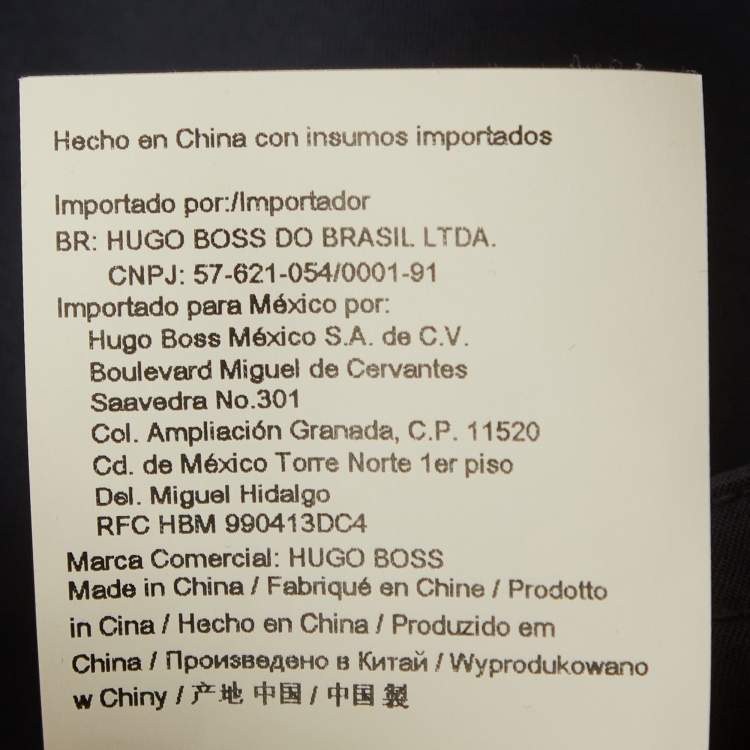 Hecho en China con insumos importados
Importado por:/Importador
BR: HUGO BOSS DO BRASIL LTDA.
CNPJ: 57-621-054/0001-91
Importado para México por:
Hugo Boss México S.A. de C.V.
Boulevard Miguel de Cervantes
Saavedra No.301
Col. Ampliación Granada, C.P. 11520
Cd. de México Torre Norte 1er piso
Del. Miguel Hidalgo
RFC HBM 990413DC4
Marca Comercial: HUGO BOSS
Made in China / Fabriqué en Chine / Prodotto
in Cina / Hecho en China / Produzido em
China / Произведено в Китай / Wyprodukowano
w Chiny / 产地 中国 / 中国 製